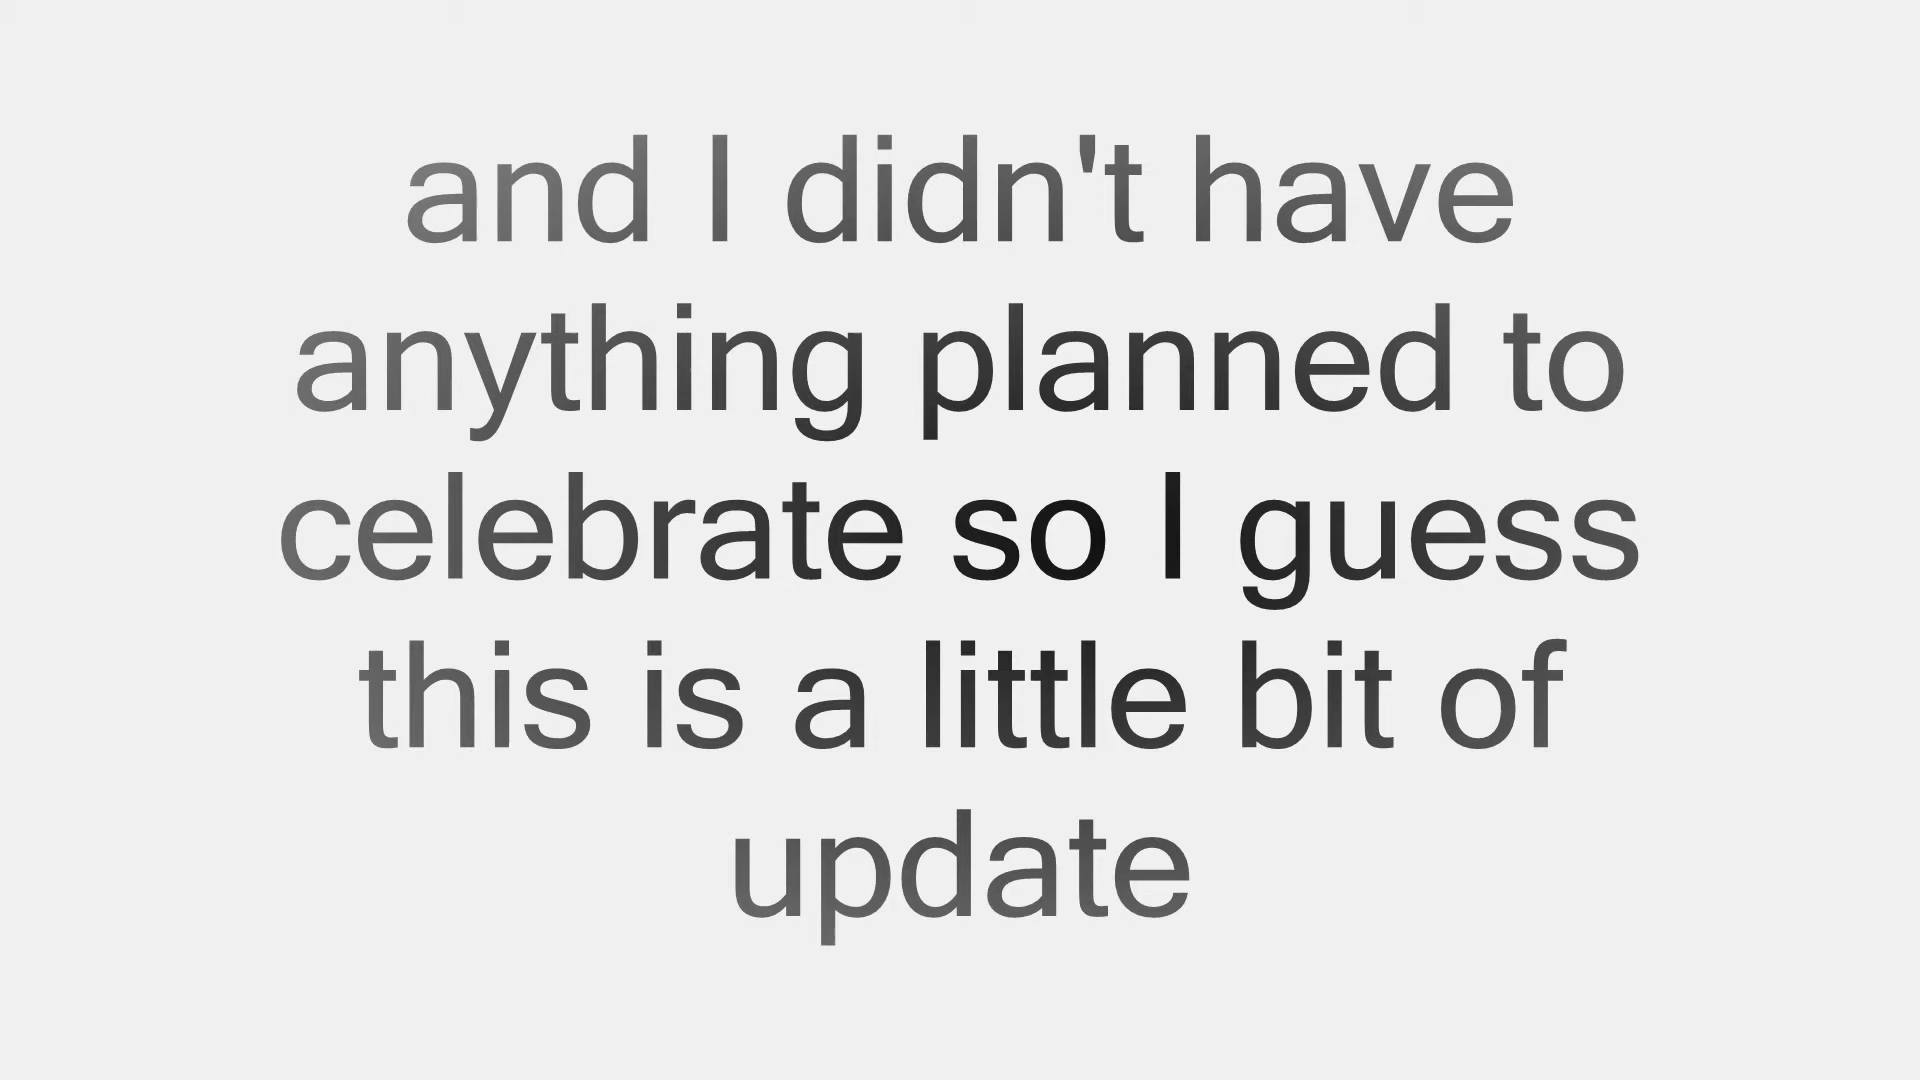 and I didn't have
anything planned to
celebrate so I guess
this is a little bit of
update